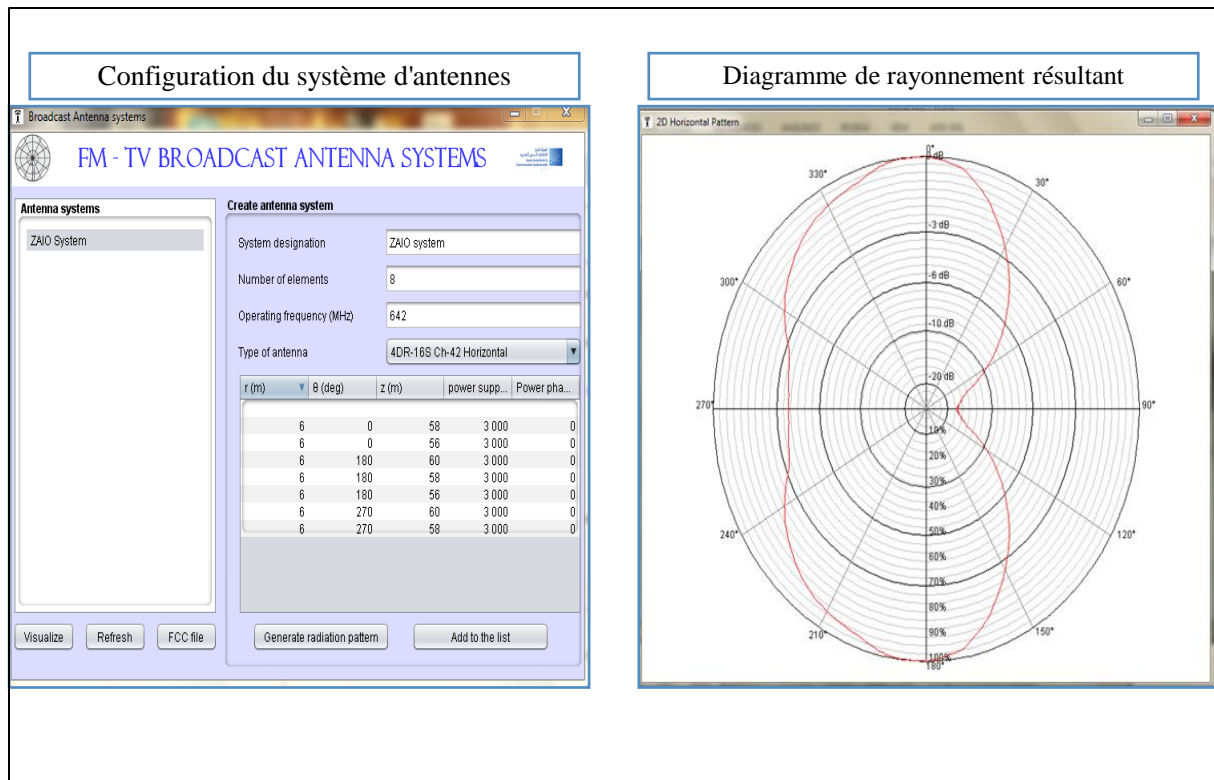 Configuration du système d'antennes
Diagramme de rayonnement résultant
Broadcast Antenna systems
FM - TV BROADCAST ANTENNA SYSTEMS
Antenna systems
ZAIO System
Create antenna system
System designation
ZAIO system
Number of elements
8
Operating frequency (MHz)
642
Type of antenna
4DR-16S Ch-42 Horizontal
r (m) θ (deg) z (m) power supp... Power pha...
6 0 58 3 000 0
6 0 56 3 000 0
6 180 60 3 000 0
6 180 58 3 000 0
6 180 56 3 000 0
6 270 60 3 000 0
6 270 58 3 000 0
Visualize Refresh FCC file
Generate radiation pattern Add to the list
2D Horizontal Pattern
0°
dB
330° 30°
-3 dB
300° 60°
-6 dB
-10 dB
-20 dB
270° 90°
10%
20%
30%
40%
50%
240° 120°
60%
70%
80%
90%
210° 150°
100%
180°